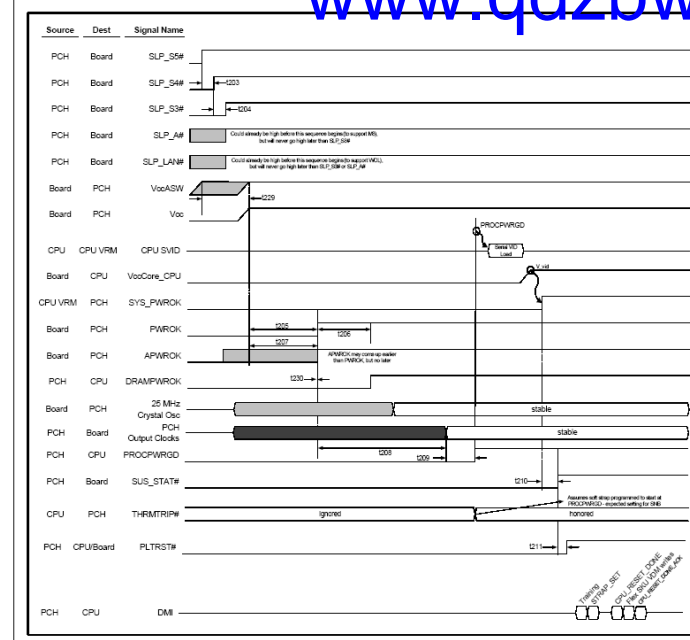 www.qdzbw
Source Dest Signal Name
PCH Board SLP_S5#
PCH Board SLP_S4# t203
PCH Board SLP_S3# t204
PCH Board SLP_A# Could already be high before this sequence begins(to support M3),
but will never go high later than SLP_S3#
PCH Board SLP_LAN# Could already be high before this sequence begins(to support WOL),
but will never go high later than SLP_S3# or SLP_A#
Board PCH VccASW
t229
Board PCH Vcc
PROCPWRGD
CPU CPU VRM CPU SVID Serial VID
Load
V_vid
Board CPU VccCore_CPU
CPU VRM PCH SYS_PWROK
Board PCH PWROK t205 t206
t207
Board PCH APWROK APWROK may come up earlier
than PWROK, but no later
PCH CPU DRAMPWROK t230
Board PCH 25 MHz
Crystal Osc stable
PCH Board PCH
Output Clocks stable
t208
PCH CPU PROCPWRGD t209
PCH Board SUS_STAT# t210
Assumes soft strap programmed to start at
PROCPWRGD - expected setting for SNB
CPU PCH THRMTRIP# ignored honored
PCH CPU/Board PLTRST# t211
Training
STRAP_SET
CPU_RESET_DONE
Flex SKU VDM writes
CPU_RESET_DONE_ACK
PCH CPU DMI